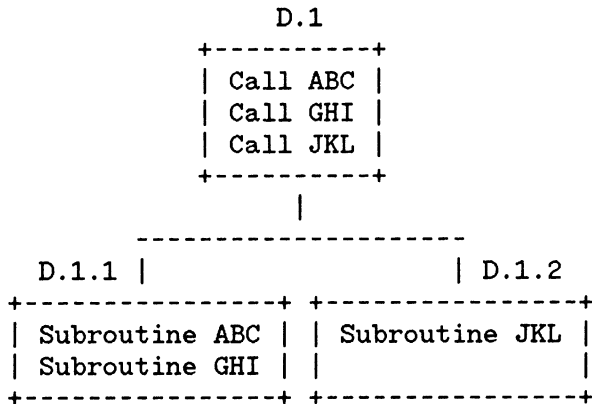 D.1
Call ABC
Call GHI
Call JKL
D.1.1 D.1.2
Subroutine ABC Subroutine JKL
Subroutine GHI